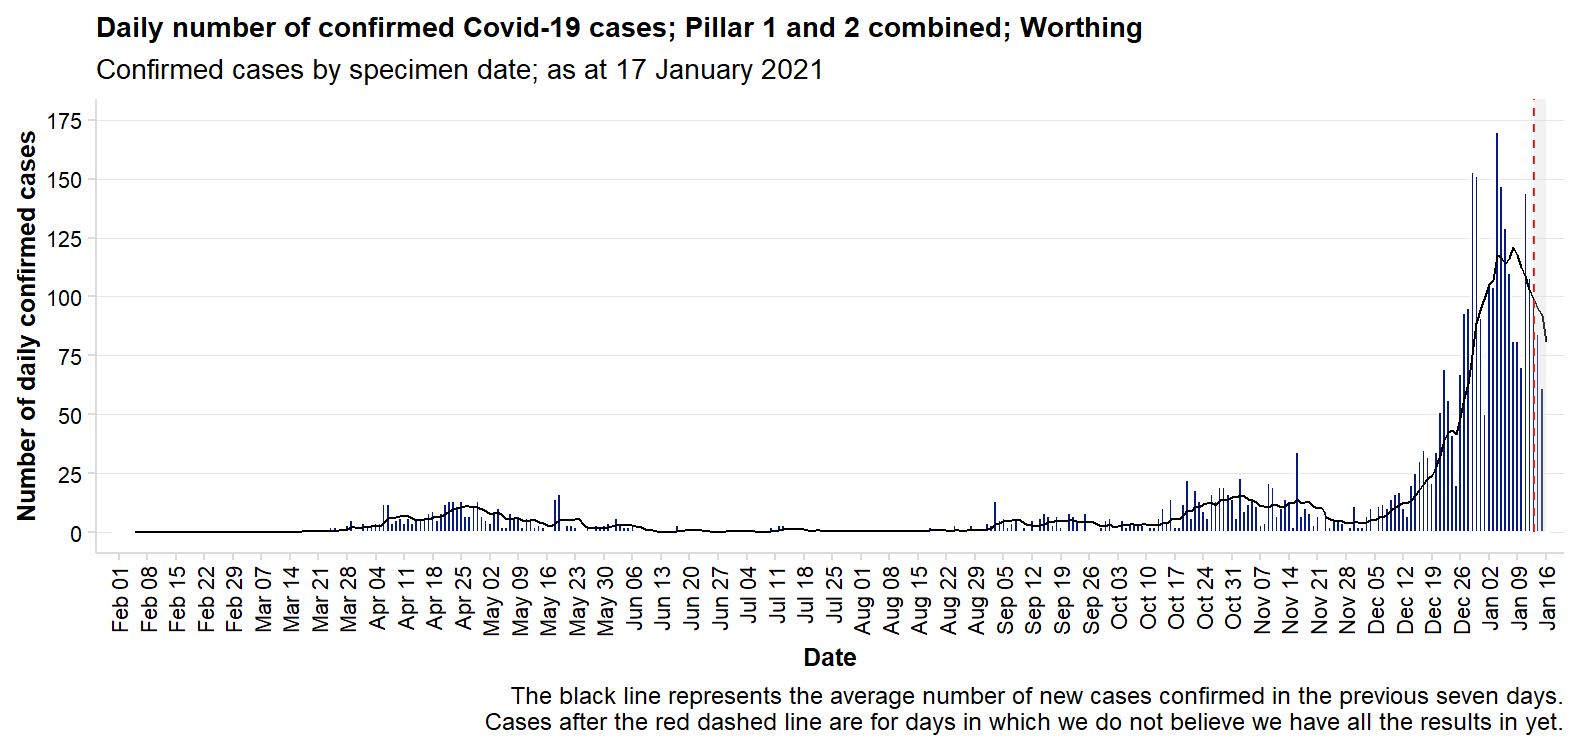 Daily number of confirmed Covid-19 cases; Pillar 1 and 2 combined; Worthing
Confirmed cases by specimen date; as at 17 January 2021
Number of daily confirmed cases
175
150
125
100
75
50
25
0
Feb 01
Feb 08
Feb 15
Feb 22
Feb 29
Mar 07
Mar 14
Mar 21
Mar 28
Apr 04
Apr 11
Apr 18
Apr 25
May 02
May 09
May 16
May 23
May 30
Jun 06
Jun 13
Jun 20
Jun 27
Jul 04
Jul 11
Jul 18
Jul 25
Aug 01
Aug 08
Aug 15
Aug 22
Aug 29
Sep 05
Sep 12
Sep 19
Sep 26
Oct 03
Oct 10
Oct 17
Oct 24
Oct 31
Nov 07
Nov 14
Nov 21
Nov 28
Dec 05
Dec 12
Dec 19
Dec 26
Jan 02
Jan 09
Jan 16
Date
The black line represents the average number of new cases confirmed in the previous seven days.
Cases after the red dashed line are for days in which we do not believe we have all the results in yet.